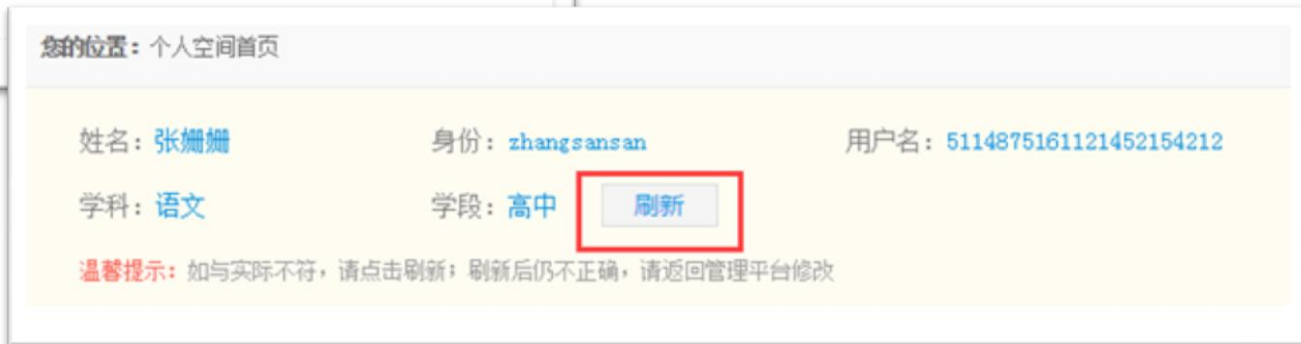 您的位置：个人空间首页
姓名：张姗姗 身份：zhangsansan 用户名：51148751611214521​54212
学科：语文 学段：高中 刷新
温馨提示：如与实际不符，请点击刷新；刷新后仍不正确，请返回管理平台修改